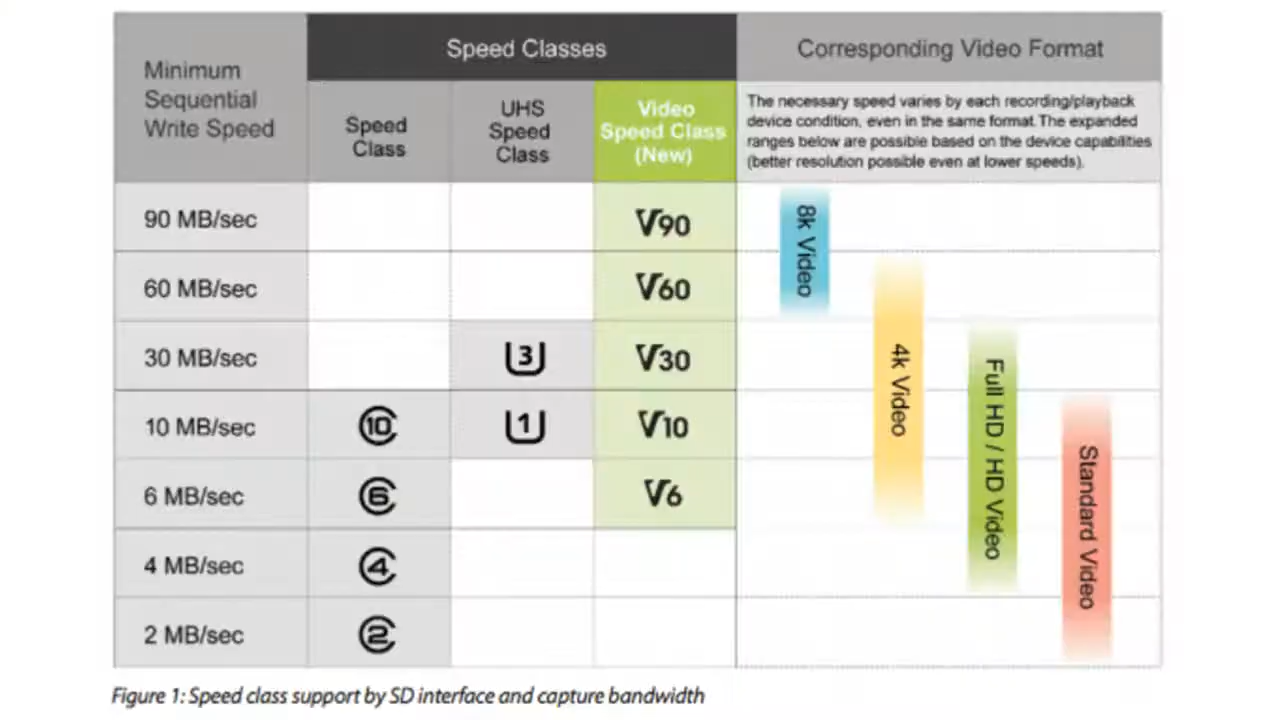 Minimum
Sequential
Write Speed
Speed Classes
Corresponding Video Format
Speed
Class
UHS
Speed
Class
Video
Speed Class
(New)
The necessary speed varies by each recording/playback
device condition, even in the same format.The expanded
ranges below are possible based on the device capabilities
(better resolution possible even at lower speeds).
90 MB/sec
V90
60 MB/sec
V60
30 MB/sec
3
V30
10 MB/sec
10
1
V10
6 MB/sec
6
V6
4 MB/sec
4
2 MB/sec
2
8k Video
4k Video
Full HD / HD Video
Standard Video
Figure 1: Speed class support by SD interface and capture bandwidth